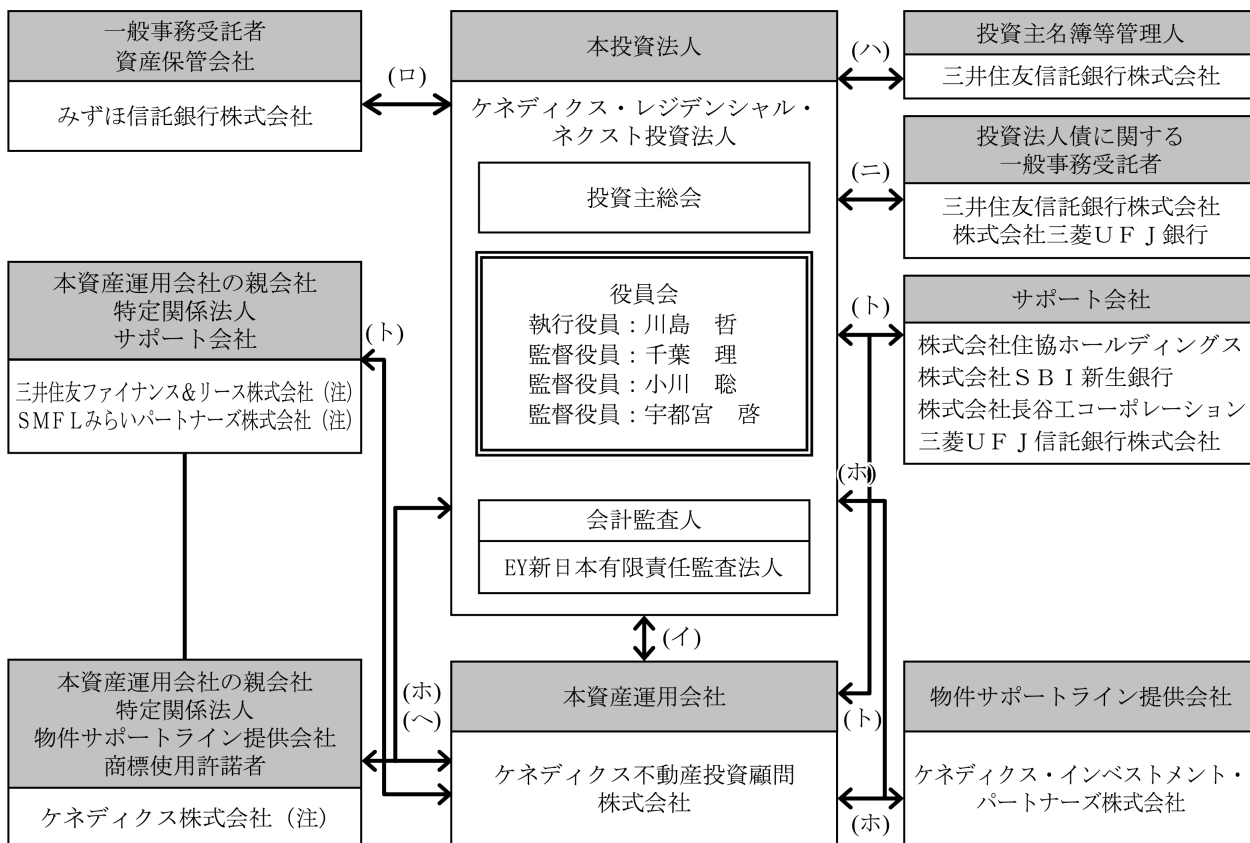 一般事務受託者
資産保管会社
みずほ信託銀行株式会社
(ロ)
本投資法人
ケネディクス・レジデンシャル・
ネクスト投資法人
投資主総会
役員会
執行役員：川島　哲
監督役員：千葉　理
監督役員：小川　聡
監督役員：宇都宮　啓
会計監査人
EY新日本有限責任監査法人
(ハ)
投資主名簿等管理人
三井住友信託銀行株式会社
(ニ)
投資法人債に関する
一般事務受託者
三井住友信託銀行株式会社
株式会社三菱ＵＦＪ銀行
本資産運用会社の親会社
特定関係法人
サポート会社
三井住友ファイナンス＆リース株式会社（注）
ＳＭＦＬみらいパートナーズ株式会社（注）
(ト)
(ト)
サポート会社
株式会社住協ホールディングス
株式会社ＳＢＩ新生銀行
株式会社長谷工コーポレーション
三菱ＵＦＪ信託銀行株式会社
(ホ)
(イ)
本資産運用会社の親会社
特定関係法人
物件サポートライン提供会社
商標使用許諾者
ケネディクス株式会社（注）
(ホ)
(ヘ)
本資産運用会社
ケネディクス不動産投資顧問
株式会社
(ト)
(ホ)
物件サポートライン提供会社
ケネディクス・インベストメント・
パートナーズ株式会社